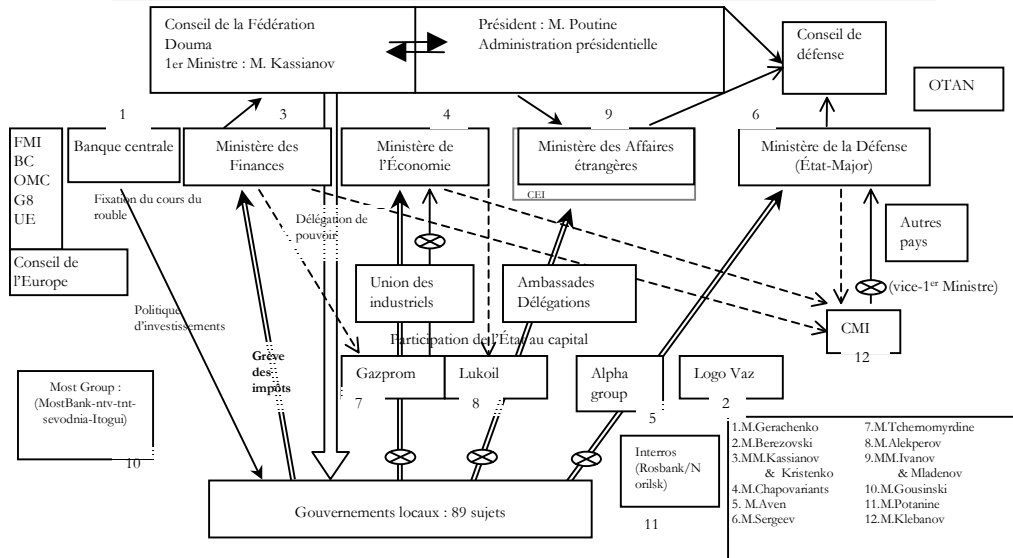 Conseil de la Fédération
Douma
1er Ministre : M. Kassianov
Président : M. Poutine
Administration présidentielle
Conseil de
défense
OTAN
1
3
4
9
6
FMI
BC
OMC
G8
UE
Banque centrale
Ministère des
Finances
Ministère de
l'Économie
Ministère des Affaires
étrangères
CEI
Ministère de la Défense
(État-Major)
Fixation du cours du
rouble
Délégation de
pouvoir
Autres
pays
Conseil de
l'Europe
Union des
industriels
Ambassades
Délégations
(vice-1er Ministre)
Politique
d'investissements
CMI
12
Participation de l'État au capital
Grève
des
impôts
Gazprom
7
Lukoil
8
Alpha
group
5
Logo Vaz
2
Most Group :
(MostBank-ntv-tnt-
sevodnia-Itogui)
10
Interros
(Rosbank/N
orilsk)
11
Gouvernements locaux : 89 sujets
1.M.Gerachenko
2.M.Berezovski
3.MM.Kassianov
& Kristenko
4.M.Chapovariants
5. M.Aven
6.M.Sergeev
7.M.Tchernomyrdine
8.M.Alekperov
9.MM.Ivanov
& Mladenov
10.M.Gousinski
11.M.Potanine
12.M.Klebanov